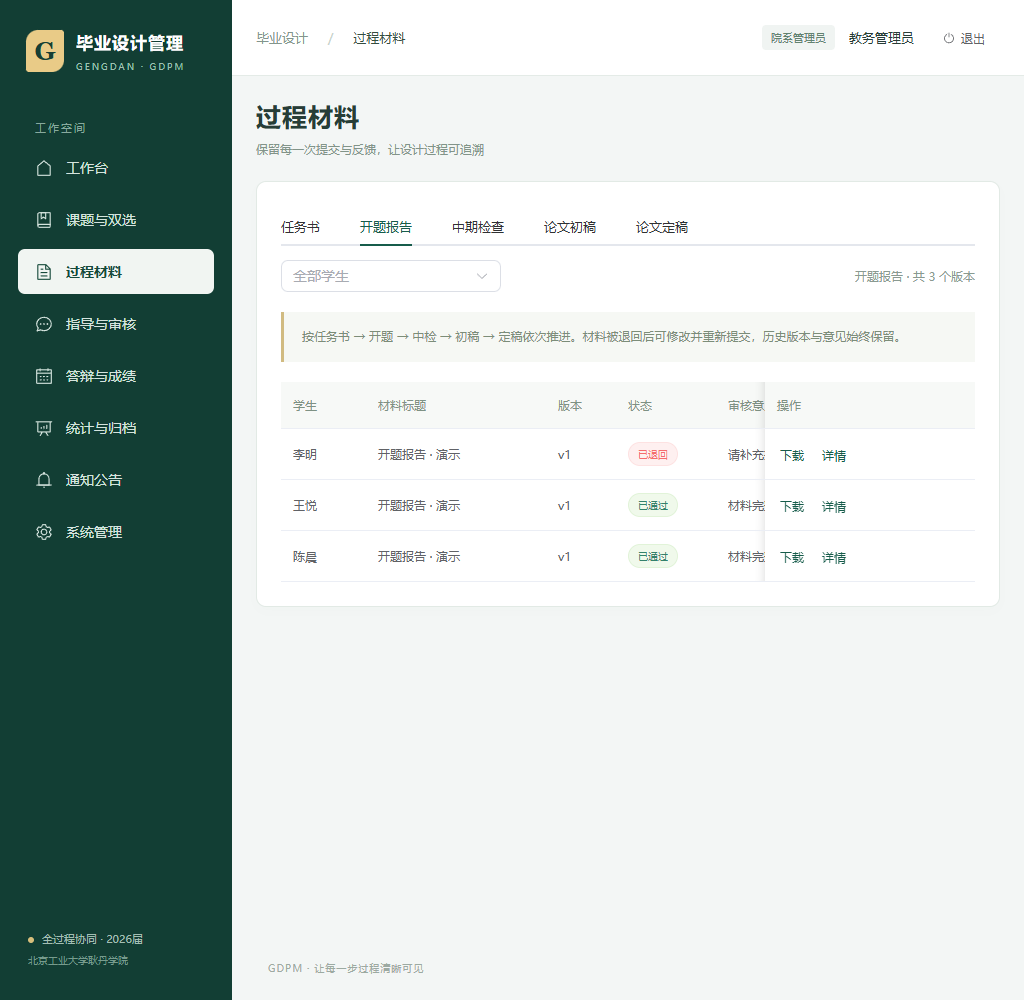 G
毕业设计管理
GENGDAN · GDPM
工作空间
工作台
课题与双选
过程材料
指导与审核
答辩与成绩
统计与归档
通知公告
系统管理
全过程协同 · 2026届
北京工业大学耿丹学院
毕业设计 / 过程材料
院系管理员 教务管理员 退出
过程材料
保留每一次提交与反馈，让设计过程可追溯
任务书 开题报告 中期检查 论文初稿 论文定稿
全部学生 开题报告 · 共 3 个版本
按任务书 → 开题 → 中检 → 初稿 → 定稿依次推进。材料被退回后可修改并重新提交，历史版本与意见始终保留。
学生 材料标题 版本 状态 审核意 操作
李明 开题报告 · 演示 v1 已退回 请补充 下载 详情
王悦 开题报告 · 演示 v1 已通过 材料完 下载 详情
陈晨 开题报告 · 演示 v1 已通过 材料完 下载 详情
GDPM · 让每一步过程清晰可见